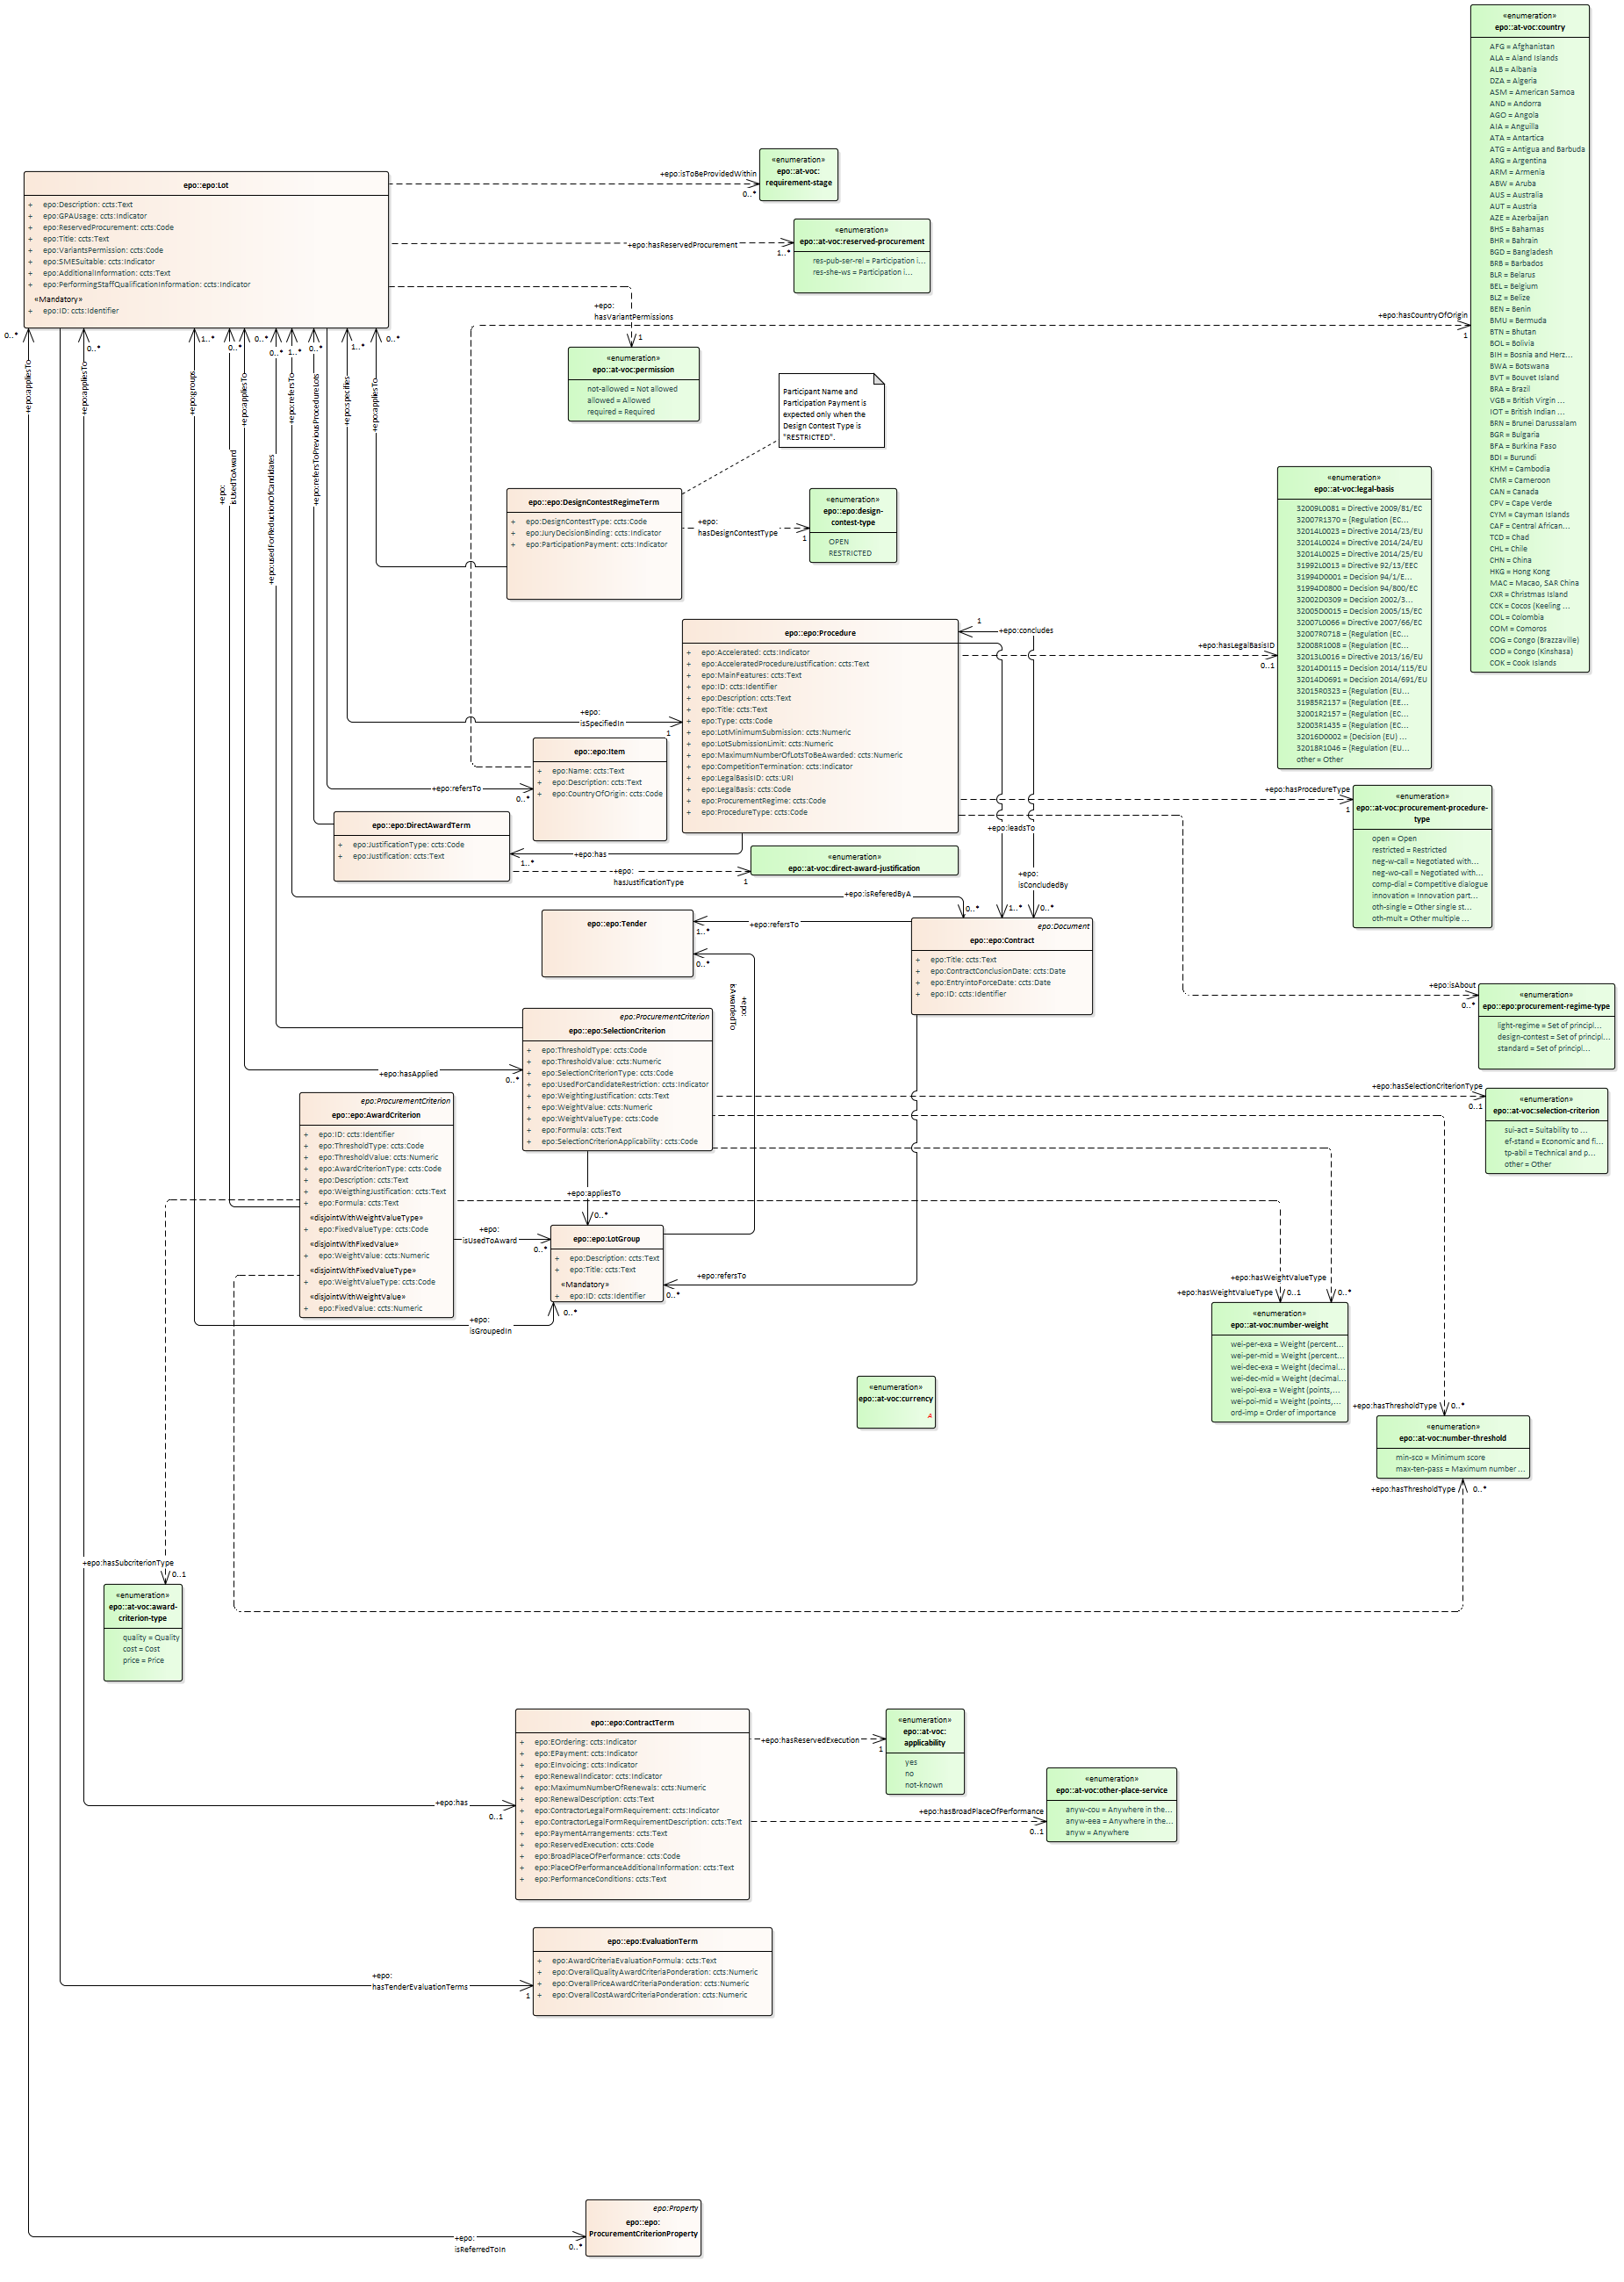 «enumeration»
epo::at-voc:country
AFG = Afghanistan
ALA = Aland Islands
ALB = Albania
DZA = Algeria
ASM = American Samoa
AND = Andorra
AGO = Angola
AIA = Anguilla
ATA = Antartica
ATG = Antigua and Barbuda
ARG = Argentina
ARM = Armenia
ABW = Aruba
AUS = Australia
AUT = Austria
AZE = Azerbaijan
BHS = Bahamas
BHR = Bahrain
BGD = Bangladesh
BRB = Barbados
BLR = Belarus
BEL = Belgium
BLZ = Belize
BEN = Benin
BMU = Bermuda
BTN = Bhutan
BOL = Bolivia
BIH = Bosnia and Herz...
BWA = Botswana
BVT = Bouvet Island
BRA = Brazil
VGB = British Virgin ...
IOT = British Indian ...
BRN = Brunei Darussalam
BGR = Bulgaria
BFA = Burkina Faso
BDI = Burundi
KHM = Cambodia
CMR = Cameroon
CAN = Canada
CPV = Cape Verde
CYM = Cayman Islands
CAF = Central African...
TCD = Chad
CHL = Chile
CHN = China
HKG = Hong Kong
MAC = Macao, SAR China
CXR = Christmas Island
CCK = Cocos (Keeling ...
COL = Colombia
COM = Comoros
COG = Congo (Brazzaville)
COD = Congo (Kinshasa)
COK = Cook Islands
epo::epo:Lot
+ epo:Description: ccts:Text
+ epo:GPAUsage: ccts:Indicator
+ epo:ReservedProcurement: ccts:Code
+ epo:Title: ccts:Text
+ epo:VariantsPermission: ccts:Code
+ epo:SMESuitable: ccts:Indicator
+ epo:AdditionalInformation: ccts:Text
+ epo:PerformingStaffQualificationInformation: ccts:Indicator
«Mandatory»
+ epo:ID: ccts:Identifier
+epo:isToBeProvidedWithin
0..*
«enumeration»
epo::at-voc:
requirement-stage
+epo:hasReservedProcurement
1..*
«enumeration»
epo::at-voc:reserved-procurement
res-pub-ser-rel = Participation i...
res-she-ws = Participation i...
+epo:
hasVariantPermissions
1
«enumeration»
epo::at-voc:permission
not-allowed = Not allowed
allowed = Allowed
required = Required
+epo:hasCountryOfOrigin
1
0..*
+epo:appliesTo
0..*
+epo:appliesTo
1..*
+epo:groups
0..*
+epo:
isUsedToAward
0..*
+epo:appliesTo
0..*
+epo:usedForReductionOfCandidates
1..*
+epo:refersTo
0..*
+epo:refersToPreviousProcedureLots
1..*
+epo:specifies
0..*
+epo:appliesTo
Participant Name and
Participation Payment is
expected only when the
Design Contest Type is
"RESTRICTED".
epo::epo:DesignContestRegimeTerm
+ epo:DesignContestType: ccts:Code
+ epo:JuryDecisionBinding: ccts:Indicator
+ epo:ParticipationPayment: ccts:Indicator
+epo:
hasDesignContestType
1
«enumeration»
epo::epo:design-
contest-type
OPEN
RESTRICTED
«enumeration»
epo::at-voc:legal-basis
32009L0081 = Directive 2009/81/EC
32007R1370 = (Regulation (EC...
32014L0023 = Directive 2014/23/EU
32014L0024 = Directive 2014/24/EU
32014L0025 = Directive 2014/25/EU
31992L0013 = Directive 92/13/EEC
31994D0001 = Decision 94/1/E...
31994D0800 = Decision 94/800/EC
32002D0309 = Decision 2002/3...
32005D0015 = Decision 2005/15/EC
32007L0066 = Directive 2007/66/EC
32007R0718 = (Regulation (EC...
32008R1008 = (Regulation (EC...
32013L0016 = Directive 2013/16/EU
32014D0115 = Decision 2014/115/EU
32014D0691 = Decision 2014/691/EU
32015R0323 = (Regulation (EU...
31985R2137 = (Regulation (EE...
32001R2157 = (Regulation (EC...
32003R1435 = (Regulation (EC...
32016D0002 = (Decision (EU) ...
32018R1046 = (Regulation (EU...
other = Other
epo::epo:Procedure
+ epo:Accelerated: ccts:Indicator
+ epo:AcceleratedProcedureJustification: ccts:Text
+ epo:MainFeatures: ccts:Text
+ epo:ID: ccts:Identifier
+ epo:Description: ccts:Text
+ epo:Title: ccts:Text
+ epo:Type: ccts:Code
+ epo:LotMinimumSubmission: ccts:Numeric
+ epo:LotSubmissionLimit: ccts:Numeric
+ epo:MaximumNumberOfLotsToBeAwarded: ccts:Numeric
+ epo:CompetitionTermination: ccts:Indicator
+ epo:LegalBasisID: ccts:URI
+ epo:LegalBasis: ccts:Code
+ epo:ProcurementRegime: ccts:Code
+ epo:ProcedureType: ccts:Code
1
+epo:concludes
+epo:hasLegalBasisID
0..1
+epo:
isSpecifiedIn
1
epo::epo:Item
+ epo:Name: ccts:Text
+ epo:Description: ccts:Text
+ epo:CountryOfOrigin: ccts:Code
+epo:refersTo
0..*
+epo:hasProcedureType
1
«enumeration»
epo::at-voc:procurement-procedure-
type
open = Open
restricted = Restricted
neg-w-call = Negotiated with...
neg-wo-call = Negotiated with...
comp-dial = Competitive dialogue
innovation = Innovation part...
oth-single = Other single st...
oth-mult = Other multiple ...
epo::epo:DirectAwardTerm
+ epo:JustificationType: ccts:Code
+ epo:Justification: ccts:Text
+epo:has
1..*
+epo:
hasJustificationType
1
«enumeration»
epo::at-voc:direct-award-justification
+epo:leadsTo
1..*
+epo:
isConcludedBy
0..*
+epo:isReferedByA
0..*
epo::epo:Tender
+epo:refersTo
1..*
0..*
+epo:
isAwardedTo
epo:Document
epo::epo:Contract
+ epo:Title: ccts:Text
+ epo:ContractConclusionDate: ccts:Date
+ epo:EntryintoForceDate: ccts:Date
+ epo:ID: ccts:Identifier
+epo:isAbout
0..*
«enumeration»
epo::epo:procurement-regime-type
light-regime = Set of principl...
design-contest = Set of principl...
standard = Set of principl...
epo:ProcurementCriterion
epo::epo:SelectionCriterion
+ epo:ThresholdType: ccts:Code
+ epo:ThresholdValue: ccts:Numeric
+ epo:SelectionCriterionType: ccts:Code
+ epo:UsedForCandidateRestriction: ccts:Indicator
+ epo:WeightingJustification: ccts:Text
+ epo:WeightValue: ccts:Numeric
+ epo:WeightValueType: ccts:Code
+ epo:Formula: ccts:Text
+ epo:SelectionCriterionApplicability: ccts:Code
+epo:hasApplied
0..*
+epo:hasSelectionCriterionType
0..1
«enumeration»
epo::at-voc:selection-criterion
sui-act = Suitability to ...
ef-stand = Economic and fi...
tp-abil = Technical and p...
other = Other
epo:ProcurementCriterion
epo::epo:AwardCriterion
+ epo:ID: ccts:Identifier
+ epo:ThresholdType: ccts:Code
+ epo:ThresholdValue: ccts:Numeric
+ epo:AwardCriterionType: ccts:Code
+ epo:Description: ccts:Text
+ epo:WeigthingJustification: ccts:Text
+ epo:Formula: ccts:Text
«disjointWithWeightValueType»
+ epo:FixedValueType: ccts:Code
«disjointWithFixedValue»
+ epo:WeightValue: ccts:Numeric
«disjointWithFixedValueType»
+ epo:WeightValueType: ccts:Code
«disjointWithWeightValue»
+ epo:FixedValue: ccts:Numeric
+epo:appliesTo
0..*
+epo:
isUsedToAward
0..*
epo::epo:LotGroup
+ epo:Description: ccts:Text
+ epo:Title: ccts:Text
«Mandatory»
+ epo:ID: ccts:Identifier
+epo:refersTo
0..*
+epo:
isGroupedIn
0..*
+epo:hasWeightValueType
0..*
+epo:hasWeightValueType
0..1
«enumeration»
epo::at-voc:number-weight
wei-per-exa = Weight (percent...
wei-per-mid = Weight (percent...
wei-dec-exa = Weight (decimal...
wei-dec-mid = Weight (decimal...
wei-poi-exa = Weight (points,...
wei-poi-mid = Weight (points,...
ord-imp = Order of importance
«enumeration»
epo::at-voc:currency
A
+epo:hasThresholdType
0..*
«enumeration»
epo::at-voc:number-threshold
min-sco = Minimum score
max-ten-pass = Maximum number ...
+epo:hasThresholdType
0..*
+epo:hasSubcriterionType
0..1
«enumeration»
epo::at-voc:award-
criterion-type
quality = Quality
cost = Cost
price = Price
epo::epo:ContractTerm
+ epo:EOrdering: ccts:Indicator
+ epo:EPayment: ccts:Indicator
+ epo:EInvoicing: ccts:Indicator
+ epo:RenewalIndicator: ccts:Indicator
+ epo:MaximumNumberOfRenewals: ccts:Numeric
+ epo:RenewalDescription: ccts:Text
+ epo:ContractorLegalFormRequirement: ccts:Indicator
+ epo:ContractorLegalFormRequirementDescription: ccts:Text
+ epo:PaymentArrangements: ccts:Text
+ epo:ReservedExecution: ccts:Code
+ epo:BroadPlaceOfPerformance: ccts:Code
+ epo:PlaceOfPerformanceAdditionalInformation: ccts:Text
+ epo:PerformanceConditions: ccts:Text
+epo:has
0..1
+epo:hasReservedExecution
1
«enumeration»
epo::at-voc:
applicability
yes
no
not-known
+epo:hasBroadPlaceOfPerformance
0..1
«enumeration»
epo::at-voc:other-place-service
anyw-cou = Anywhere in the...
anyw-eea = Anywhere in the...
anyw = Anywhere
epo::epo:EvaluationTerm
+ epo:AwardCriteriaEvaluationFormula: ccts:Text
+ epo:OverallQualityAwardCriteriaPonderation: ccts:Numeric
+ epo:OverallPriceAwardCriteriaPonderation: ccts:Numeric
+ epo:OverallCostAwardCriteriaPonderation: ccts:Numeric
+epo:
hasTenderEvaluationTerms
1
epo:Property
epo::epo:
ProcurementCriterionProperty
+epo:
isReferredToIn
0..*